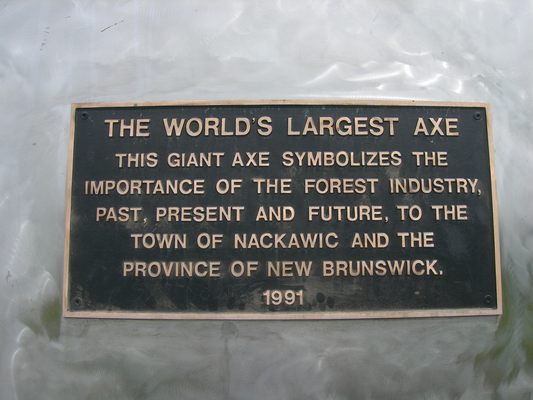 THE WORLD'S LARGEST AXE
THIS GIANT AXE SYMBOLIZES THE
IMPORTANCE OF THE FOREST INDUSTRY,
PAST, PRESENT AND FUTURE, TO THE
TOWN OF NACKAWIC AND THE
PROVINCE OF NEW BRUNSWICK.
1991